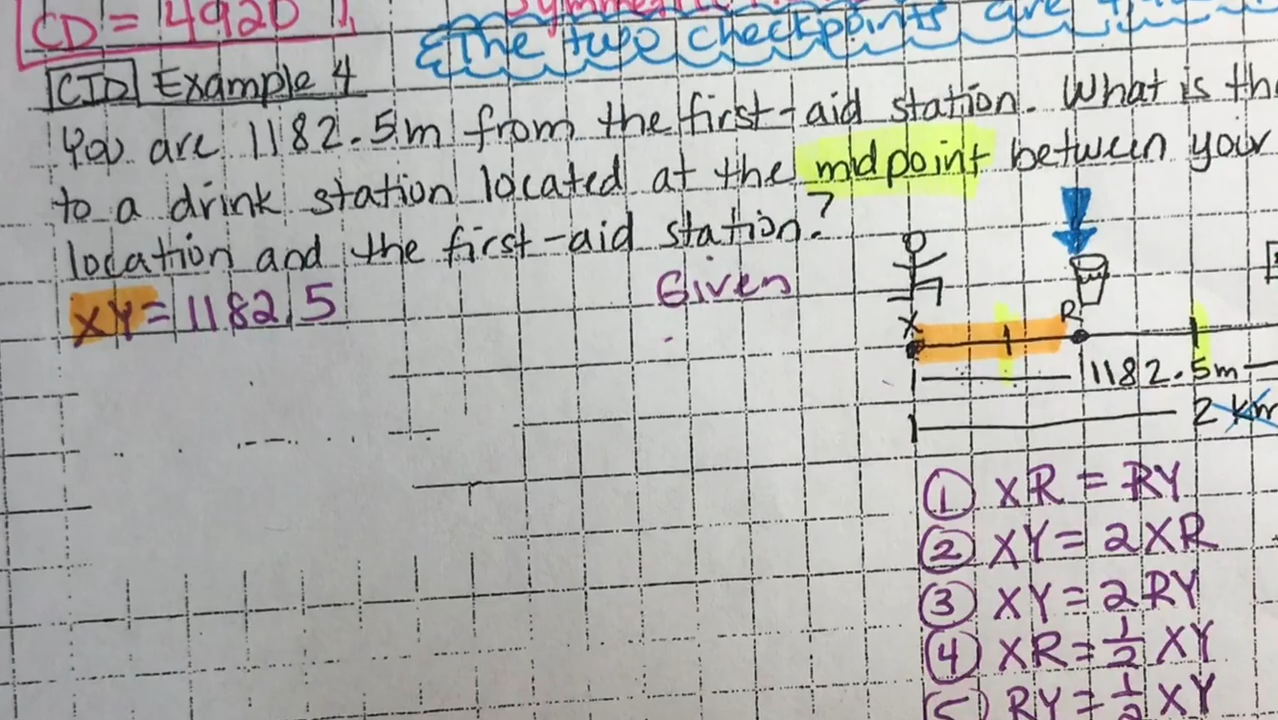 CD = 4920
Symmetric
The two checkpoints are
CID Example 4
You are 1182.5m from the first-aid station. What is the
to a drink station located at the midpoint between your
location and the first-aid station?
XY = 1182.5 Given
X R
1182.5m
2 km
① XR = RY
② XY = 2XR
③ XY = 2RY
④ XR = 1/2 XY
⑤ RY = 1/2 XY